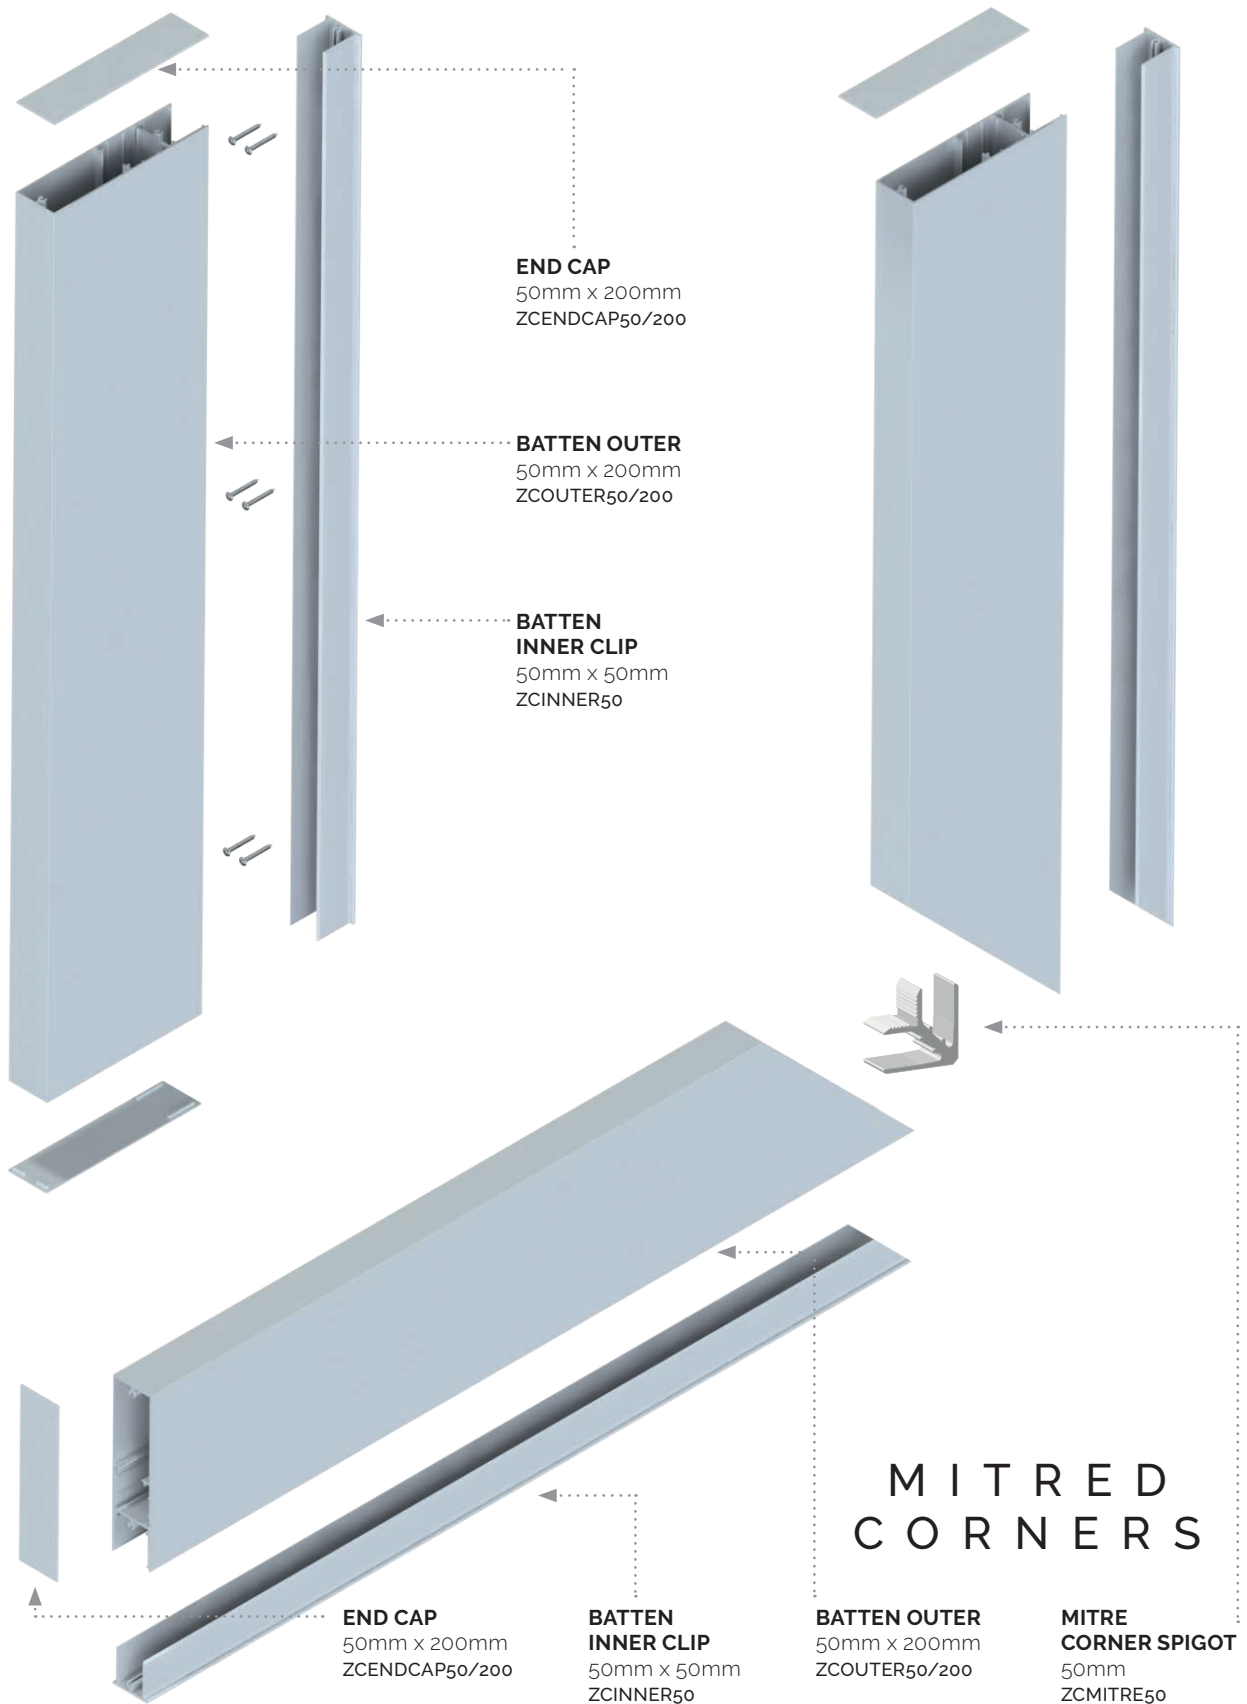 END CAP
50mm x 200mm
ZCENDCAP50/200
BATTEN OUTER
50mm x 200mm
ZCOUTER50/200
BATTEN
INNER CLIP
50mm x 50mm
ZCINNER50
MITRED
CORNERS
END CAP
50mm x 200mm
ZCENDCAP50/200
BATTEN
INNER CLIP
50mm x 50mm
ZCINNER50
BATTEN OUTER
50mm x 200mm
ZCOUTER50/200
MITRE
CORNER SPIGOT
50mm
ZCMITRE50